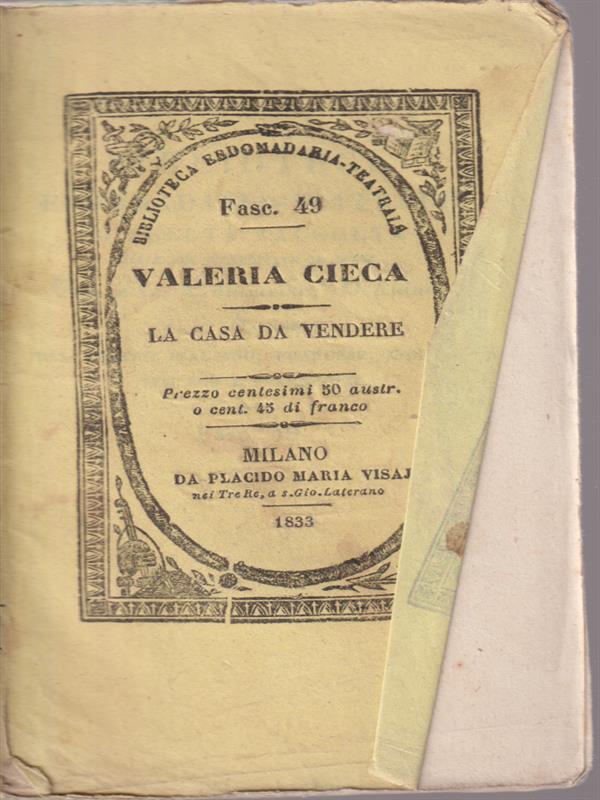 BIBLIOTECA EBDOMADARIA-TEATRALE
Fasc. 49
VALERIA CIECA
LA CASA DA VENDERE
Prezzo centesimi 50 austr.
o cent. 45 di franco
MILANO
DA PLACIDO MARIA VISAJ
nei Tre Re, a s. Gio. Laterano
1833